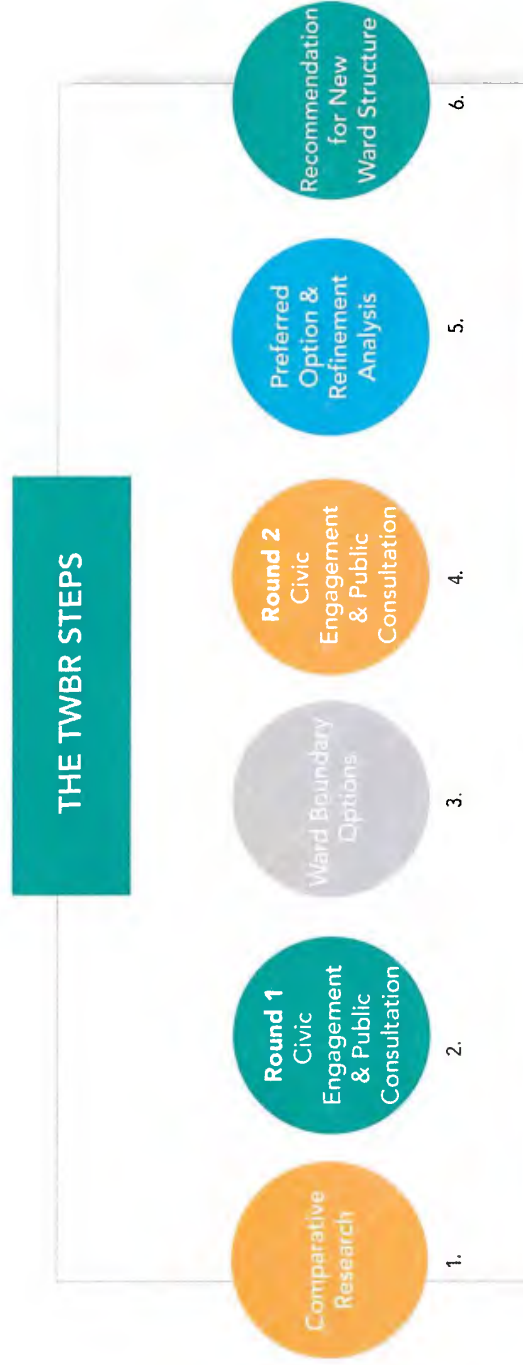 THE TWBR STEPS
Comparative
Research
1.
Round 1
Civic
Engagement
& Public
Consultation
2.
Ward Boundary
Options
3.
Round 2
Civic
Engagement
& Public
Consultation
4.
Preferred
Option &
Refinement
Analysis
5.
Recommendation
for New
Ward Structure
6.